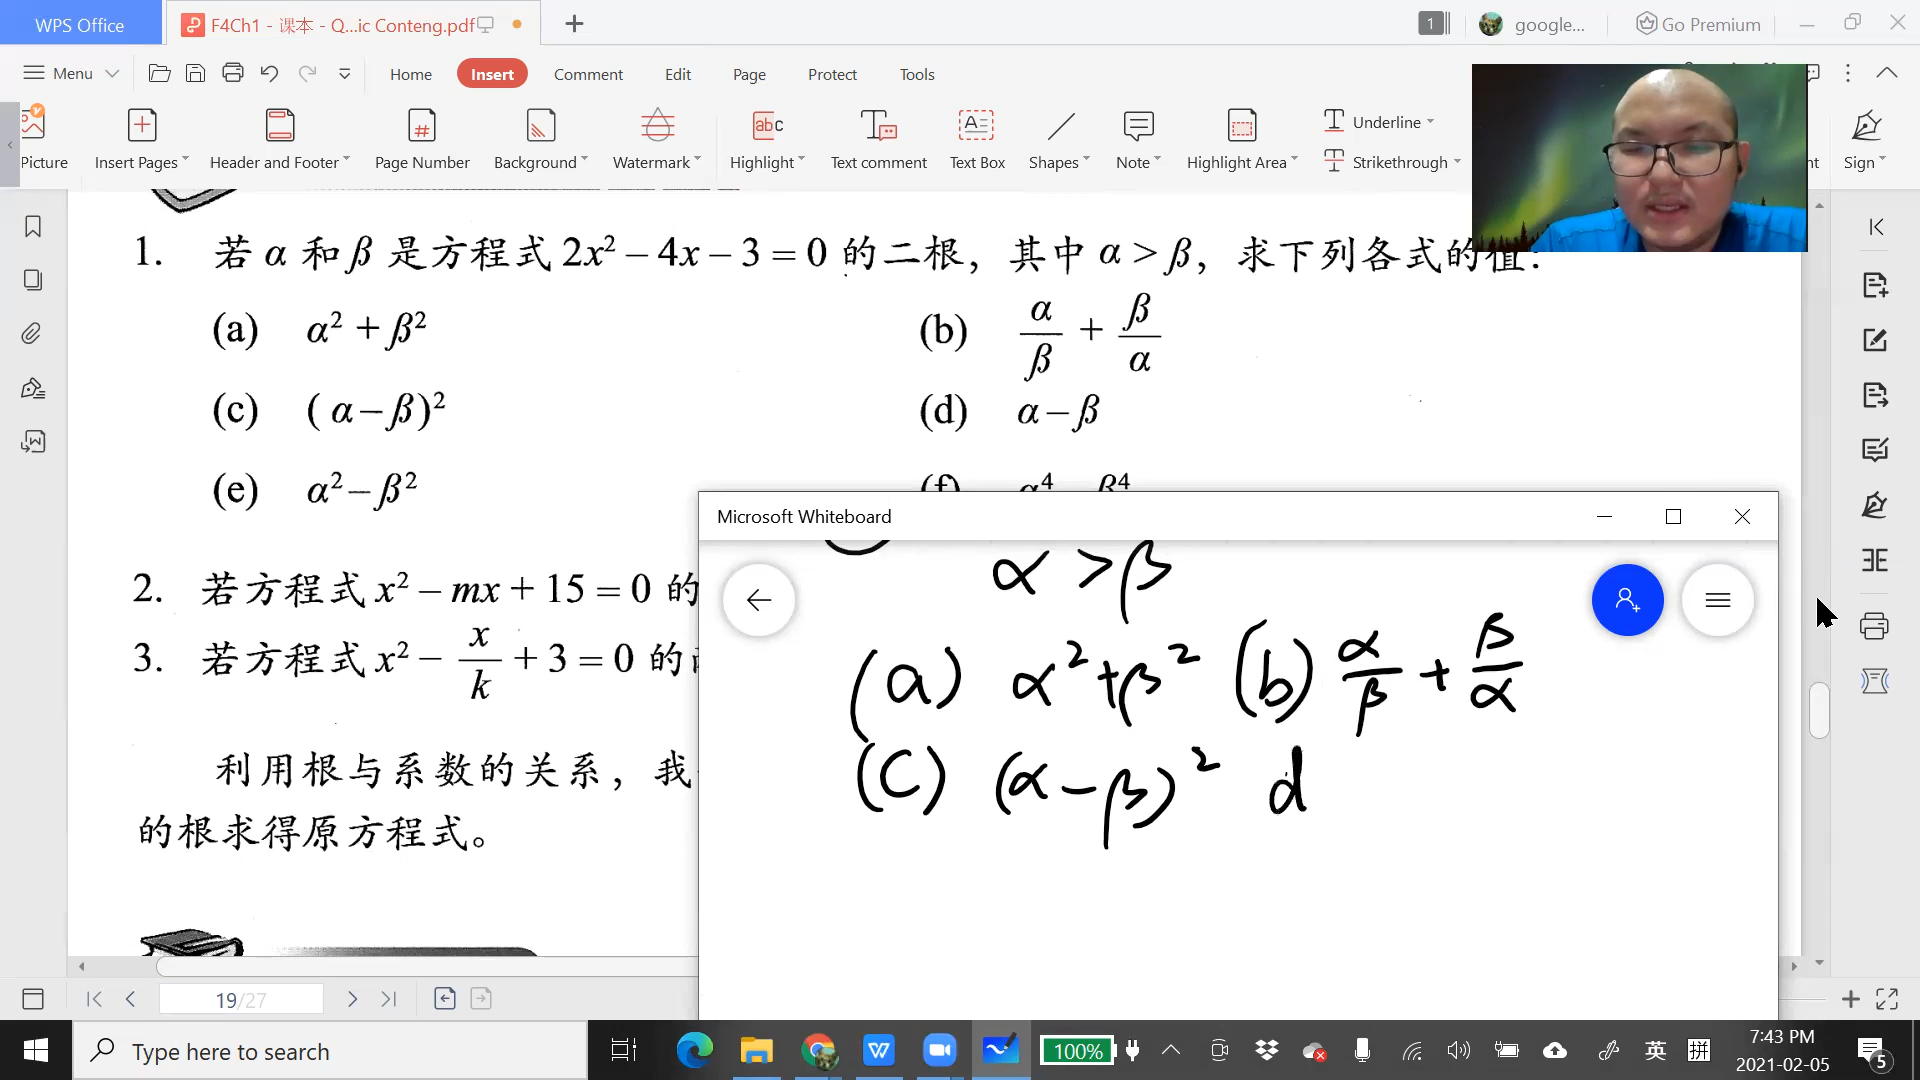 WPS Office
F4Ch1 - 课本 - Q...ic Conteng.pdf
1
google...
Go Premium
Menu
Home
Insert
Comment
Edit
Page
Protect
Tools
Picture
Insert Pages
Header and Footer
Page Number
Background
Watermark
Highlight
Text comment
Text Box
Shapes
Note
Highlight Area
Underline
Strikethrough
Sign
1. 若 α 和 β 是方程式 2x² − 4x − 3 = 0 的二根，其中 α > β，求下列各式的值：
(a) α² + β²
(b) α/β + β/α
(c) (α − β)²
(d) α − β
(e) α² − β²
2. 若方程式 x² − mx + 15 = 0 的
3. 若方程式 x² − x/k + 3 = 0 的
利用根与系数的关系，我
的根求得原方程式。
Microsoft Whiteboard
α > β
(a) α² + β² (b) α/β + β/α
(C) (α − β)² d
19/27
Type here to search
100%
英
拼
7:43 PM
2021-02-05
5